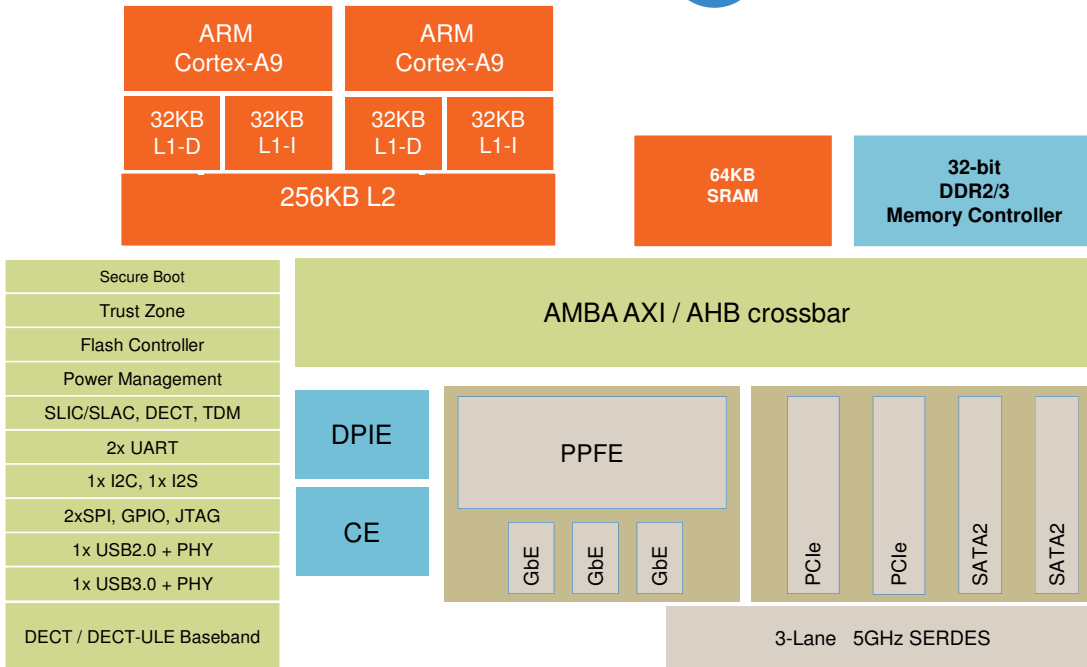 ARM
Cortex-A9
ARM
Cortex-A9
32KB
L1-D
32KB
L1-I
32KB
L1-D
32KB
L1-I
256KB L2
64KB
SRAM
32-bit
DDR2/3
Memory Controller
Secure Boot
Trust Zone
Flash Controller
Power Management
SLIC/SLAC, DECT, TDM
2x UART
1x I2C, 1x I2S
2xSPI, GPIO, JTAG
1x USB2.0 + PHY
1x USB3.0 + PHY
DECT / DECT-ULE Baseband
AMBA AXI / AHB crossbar
DPIE
CE
PPFE
GbE
GbE
GbE
PCIe
PCIe
SATA2
SATA2
3-Lane 5GHz SERDES